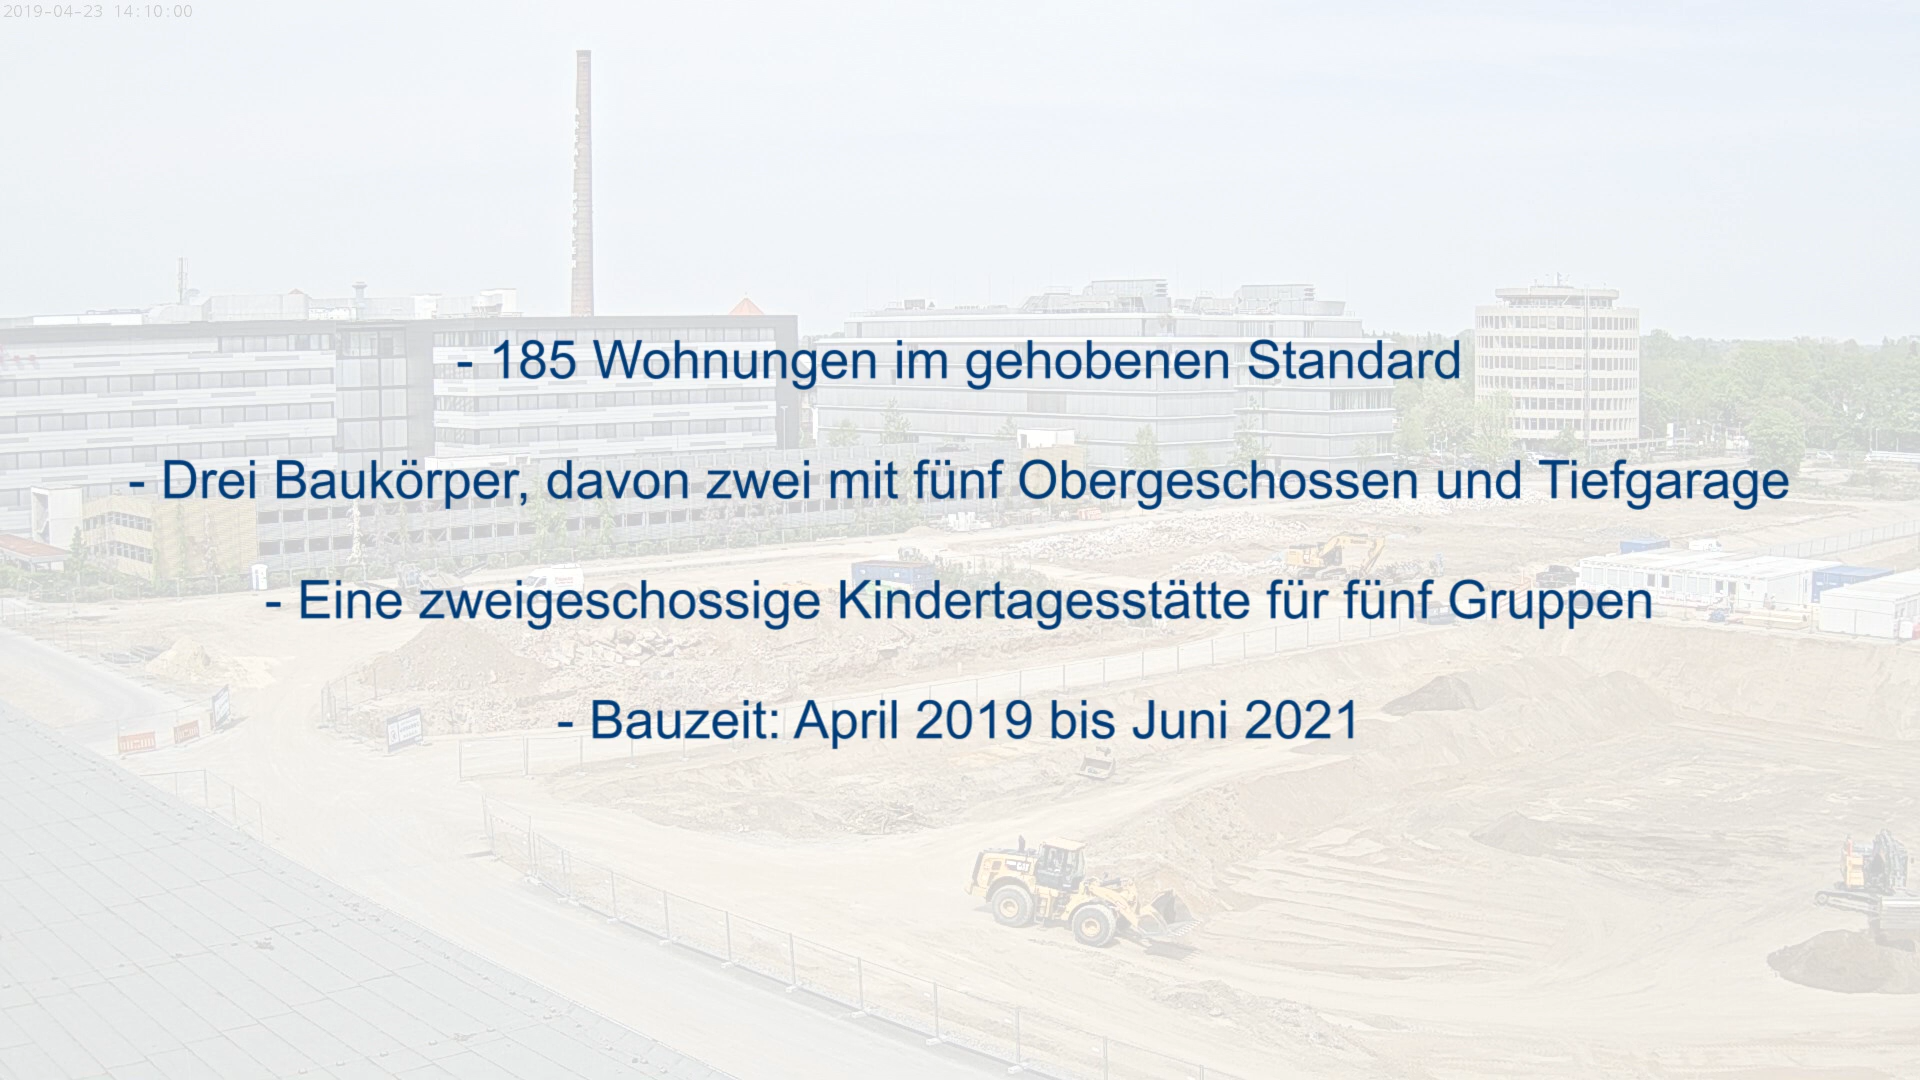 2019-04-23 14:10:00
- 185 Wohnungen im gehobenen Standard
- Drei Baukörper, davon zwei mit fünf Obergeschossen und Tiefgarage
- Eine zweigeschossige Kindertagesstätte für fünf Gruppen
- Bauzeit: April 2019 bis Juni 2021